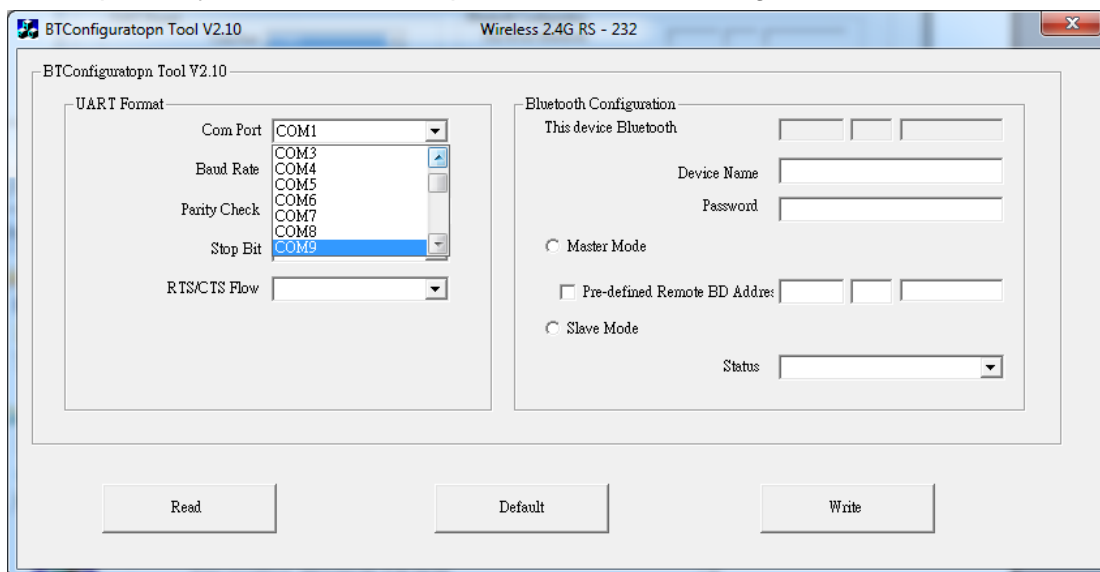 BTConfiguratopn Tool V2.10
Wireless 2.4G RS - 232
BTConfiguratopn Tool V2.10
UART Format
Com Port COM1
COM3
COM4
Baud Rate
COM5
COM6
Parity Check
COM7
COM8
Stop Bit COM9
RTS/CTS Flow
Bluetooth Configuration
This device Bluetooth
Device Name
Password
Master Mode
Pre-defined Remote BD Addres
Slave Mode
Status
Read
Default
Write